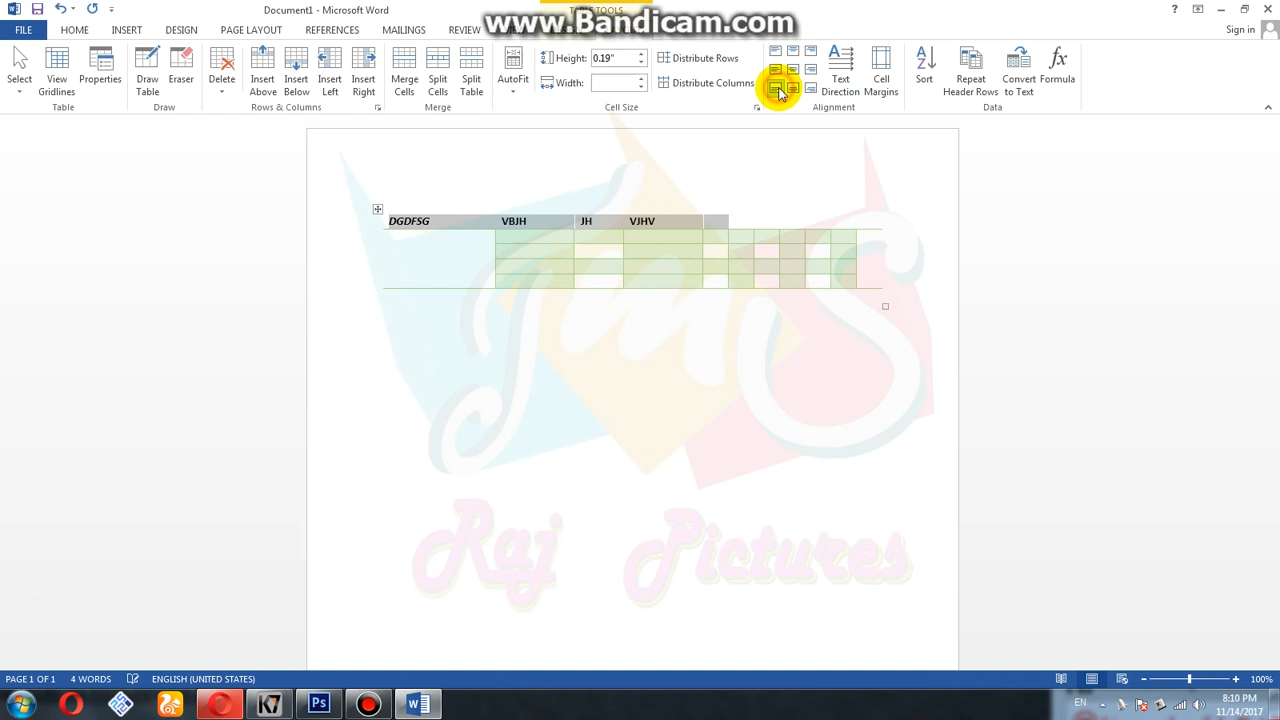 Document1 - Microsoft Word
TABLE TOOLS
www.Bandicam.com
FILE HOME INSERT DESIGN PAGE LAYOUT REFERENCES MAILINGS REVIEW
Sign in
Height: 0.19" Distribute Rows
Width: Distribute Columns
Select View Properties Draw Eraser Delete Insert Insert Insert Insert Merge Split Split AutoFit Text Cell Sort Repeat Convert Formula
Gridlines Table Above Below Left Right Cells Cells Table Direction Margins Header Rows to Text
Table Draw Rows & Columns Merge Cell Size Alignment Data
DGDFSG VBJH JH VJHV
TmS
Raj Pictures
PAGE 1 OF 1 4 WORDS ENGLISH (UNITED STATES) 100%
Ps
EN
8:10 PM
11/14/2017